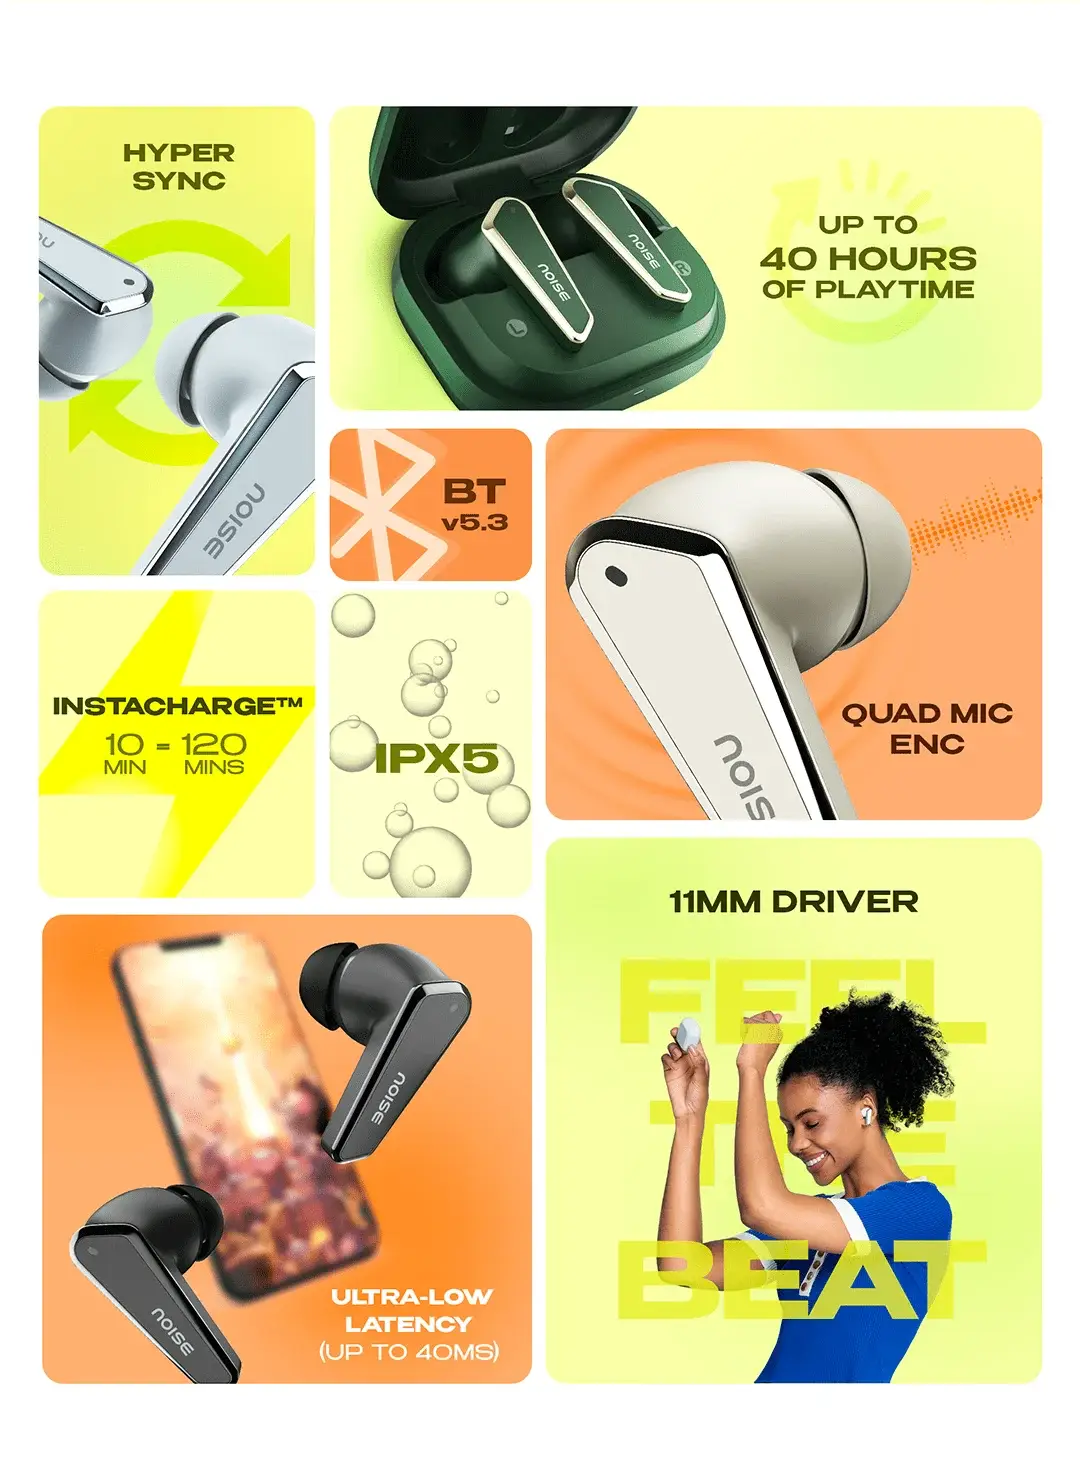 HYPER
SYNC
NOISE
NOISE
NOISE
L
R
UP TO
40 HOURS
OF PLAYTIME
BT
v5.3
QUAD MIC
ENC
NOIS
INSTACHARGE™
10 = 120
MIN MINS
IPX5
NOISE
NOISE
ULTRA-LOW
LATENCY
(UP TO 40MS)
11MM DRIVER
FEEL
THE
BEAT